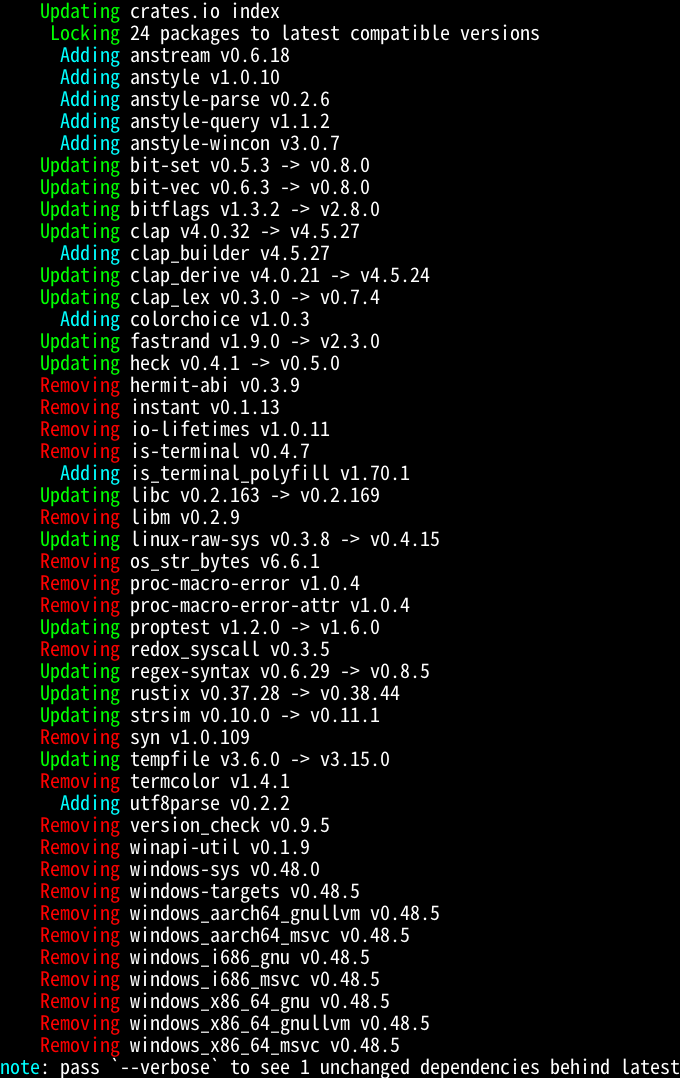 Updating crates.io index
Locking 24 packages to latest compatible versions
Adding anstream v0.6.18
Adding anstyle v1.0.10
Adding anstyle-parse v0.2.6
Adding anstyle-query v1.1.2
Adding anstyle-wincon v3.0.7
Updating bit-set v0.5.3 -> v0.8.0
Updating bit-vec v0.6.3 -> v0.8.0
Updating bitflags v1.3.2 -> v2.8.0
Updating clap v4.0.32 -> v4.5.27
Adding clap_builder v4.5.27
Updating clap_derive v4.0.21 -> v4.5.24
Updating clap_lex v0.3.0 -> v0.7.4
Adding colorchoice v1.0.3
Updating fastrand v1.9.0 -> v2.3.0
Updating heck v0.4.1 -> v0.5.0
Removing hermit-abi v0.3.9
Removing instant v0.1.13
Removing io-lifetimes v1.0.11
Removing is-terminal v0.4.7
Adding is_terminal_polyfill v1.70.1
Updating libc v0.2.163 -> v0.2.169
Removing libm v0.2.9
Updating linux-raw-sys v0.3.8 -> v0.4.15
Removing os_str_bytes v6.6.1
Removing proc-macro-error v1.0.4
Removing proc-macro-error-attr v1.0.4
Updating proptest v1.2.0 -> v1.6.0
Removing redox_syscall v0.3.5
Updating regex-syntax v0.6.29 -> v0.8.5
Updating rustix v0.37.28 -> v0.38.44
Updating strsim v0.10.0 -> v0.11.1
Removing syn v1.0.109
Updating tempfile v3.6.0 -> v3.15.0
Removing termcolor v1.4.1
Adding utf8parse v0.2.2
Removing version_check v0.9.5
Removing winapi-util v0.1.9
Removing windows-sys v0.48.0
Removing windows-targets v0.48.5
Removing windows_aarch64_gnullvm v0.48.5
Removing windows_aarch64_msvc v0.48.5
Removing windows_i686_gnu v0.48.5
Removing windows_i686_msvc v0.48.5
Removing windows_x86_64_gnu v0.48.5
Removing windows_x86_64_gnullvm v0.48.5
Removing windows_x86_64_msvc v0.48.5
note: pass `--verbose` to see 1 unchanged dependencies behind latest